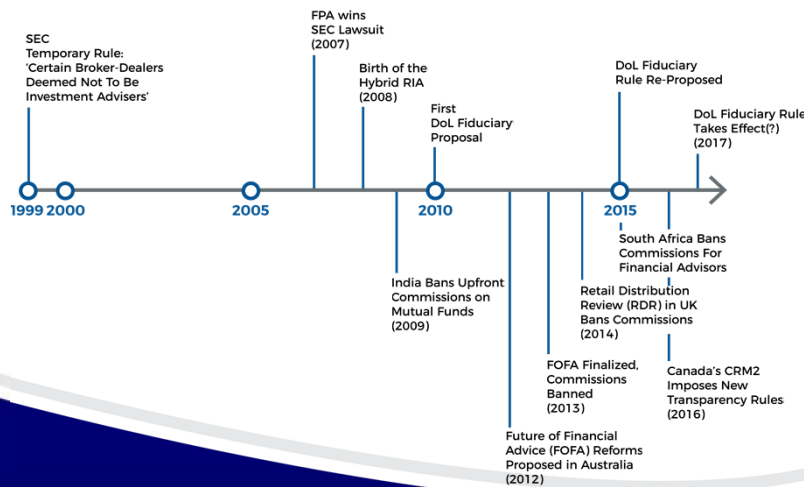 SEC
Temporary Rule:
‘Certain Broker-Dealers
Deemed Not To Be
Investment Advisers’
FPA wins
SEC Lawsuit
(2007)
Birth of the
Hybrid RIA
(2008)
First
DoL Fiduciary
Proposal
DoL Fiduciary
Rule Re-Proposed
DoL Fiduciary Rule
Takes Effect(?)
(2017)
1999 2000 2005 2010 2015
India Bans Upfront
Commissions on
Mutual Funds
(2009)
South Africa Bans
Commissions For
Financial Advisors
Retail Distribution
Review (RDR) in UK
Bans Commissions
(2014)
FOFA Finalized,
Commissions
Banned
(2013)
Canada's CRM2
Imposes New
Transparency Rules
(2016)
Future of Financial
Advice (FOFA) Reforms
Proposed in Australia
(2012)